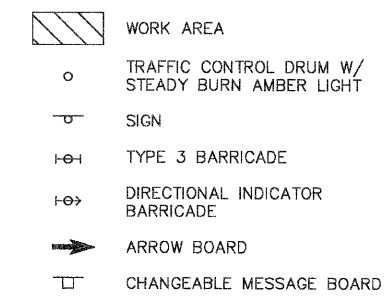 WORK AREA
TRAFFIC CONTROL DRUM W/
STEADY BURN AMBER LIGHT
SIGN
TYPE 3 BARRICADE
DIRECTIONAL INDICATOR
BARRICADE
ARROW BOARD
CHANGEABLE MESSAGE BOARD